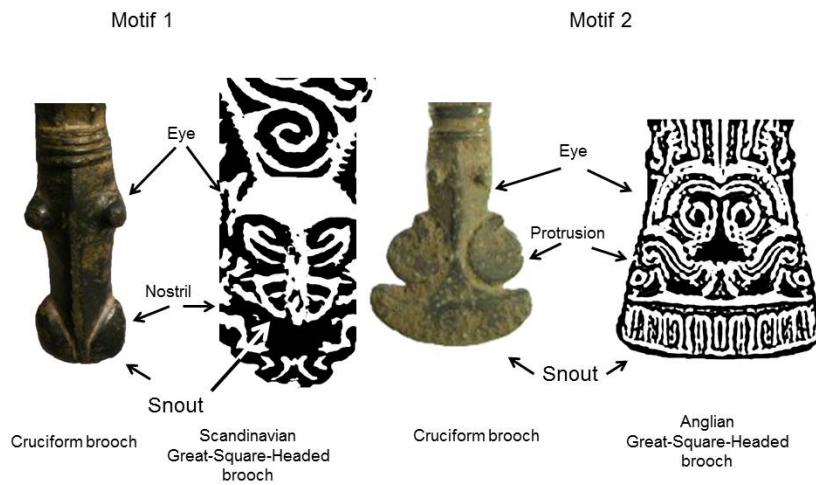 Motif 1
Motif 2
Eye
Nostril
Snout
Eye
Protrusion
Snout
Cruciform brooch
Scandinavian
Great-Square-Headed
brooch
Cruciform brooch
Anglian
Great-Square-Headed
brooch